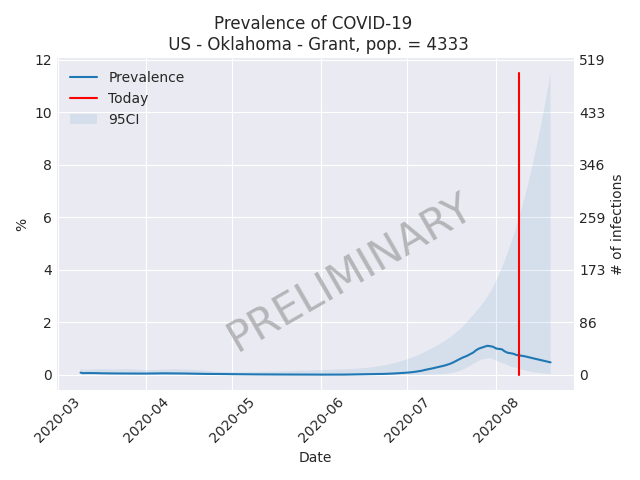 Prevalence of COVID-19
US - Oklahoma - Grant, pop. = 4333
Prevalence
Today
95CI
12
10
8
6
4
2
0
%
519
433
346
259
173
86
0
# of infections
PRELIMINARY
2020-03
2020-04
2020-05
2020-06
2020-07
2020-08
Date